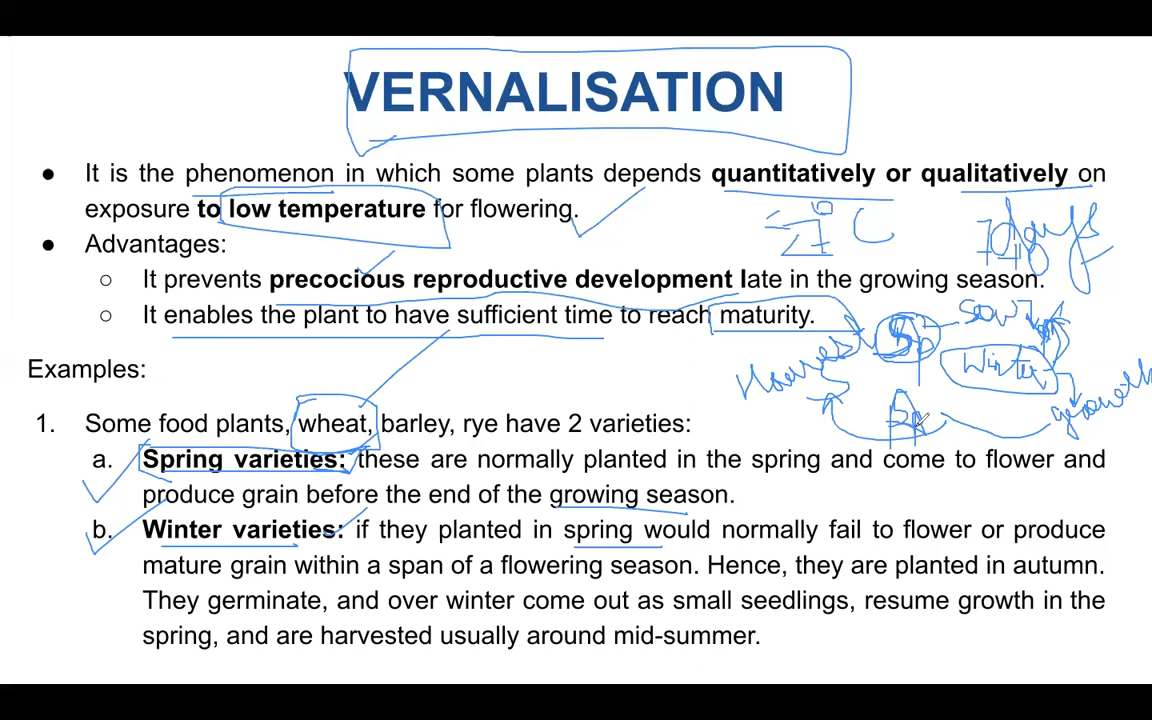 VERNALISATION
● It is the phenomenon in which some plants depends quantitatively or qualitatively on
exposure to low temperature for flowering.
● Advantages:
○ It prevents precocious reproductive development late in the growing season.
○ It enables the plant to have sufficient time to reach maturity.
Examples:
1. Some food plants, wheat, barley, rye have 2 varieties:
a. Spring varieties: these are normally planted in the spring and come to flower and
produce grain before the end of the growing season.
b. Winter varieties: if they planted in spring would normally fail to flower or produce
mature grain within a span of a flowering season. Hence, they are planted in autumn.
They germinate, and over winter come out as small seedlings, resume growth in the
spring, and are harvested usually around mid-summer.
days
Sp
Winter
growth